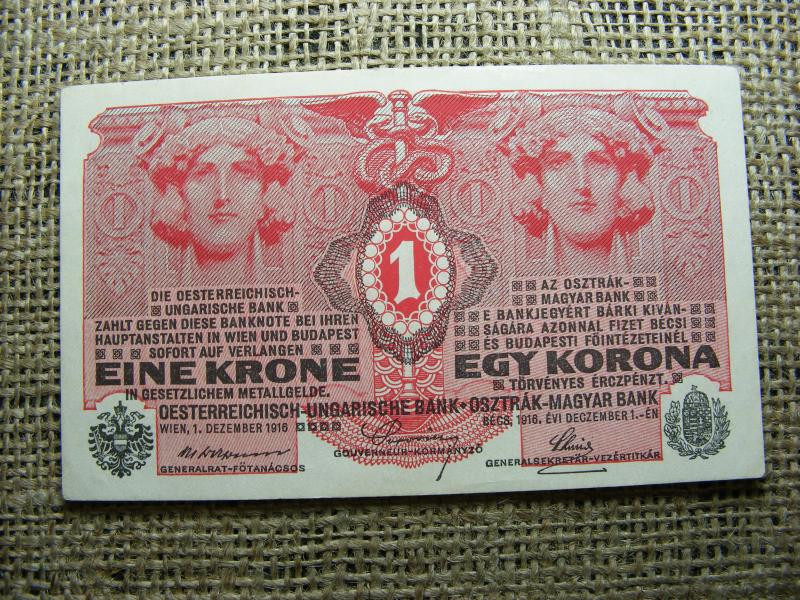 1 1 1
1
DIE OESTERREICHISCH-
UNGARISCHE BANK
ZAHLT GEGEN DIESE BANKNOTE BEI IHREN
HAUPTANSTALTEN IN WIEN UND BUDAPEST
SOFORT AUF VERLANGEN
EINE KRONE
IN GESETZLICHEM METALLGELDE.
AZ OSZTRÁK-
MAGYAR BANK
E BANKJEGYÉRT BÁRKI KIVÁN-
SÁGÁRA AZONNAL FIZET BÉCSI
ÉS BUDAPESTI FŐINTÉZETEINÉL
EGY KORONA
TÖRVÉNYES ÉRCZPÉNZT.
OESTERREICHISCH-UNGARISCHE BANK • OSZTRÁK-MAGYAR BANK
WIEN, 1. DEZEMBER 1916
BÉCS, 1916. ÉVI DECZEMBER 1.-ÉN
GENERALRAT-FŐTANÁCSOS
GOUVERNEUR-KORMÁNYZÓ
GENERALSEKRETÄR-VEZÉRTITKÁR